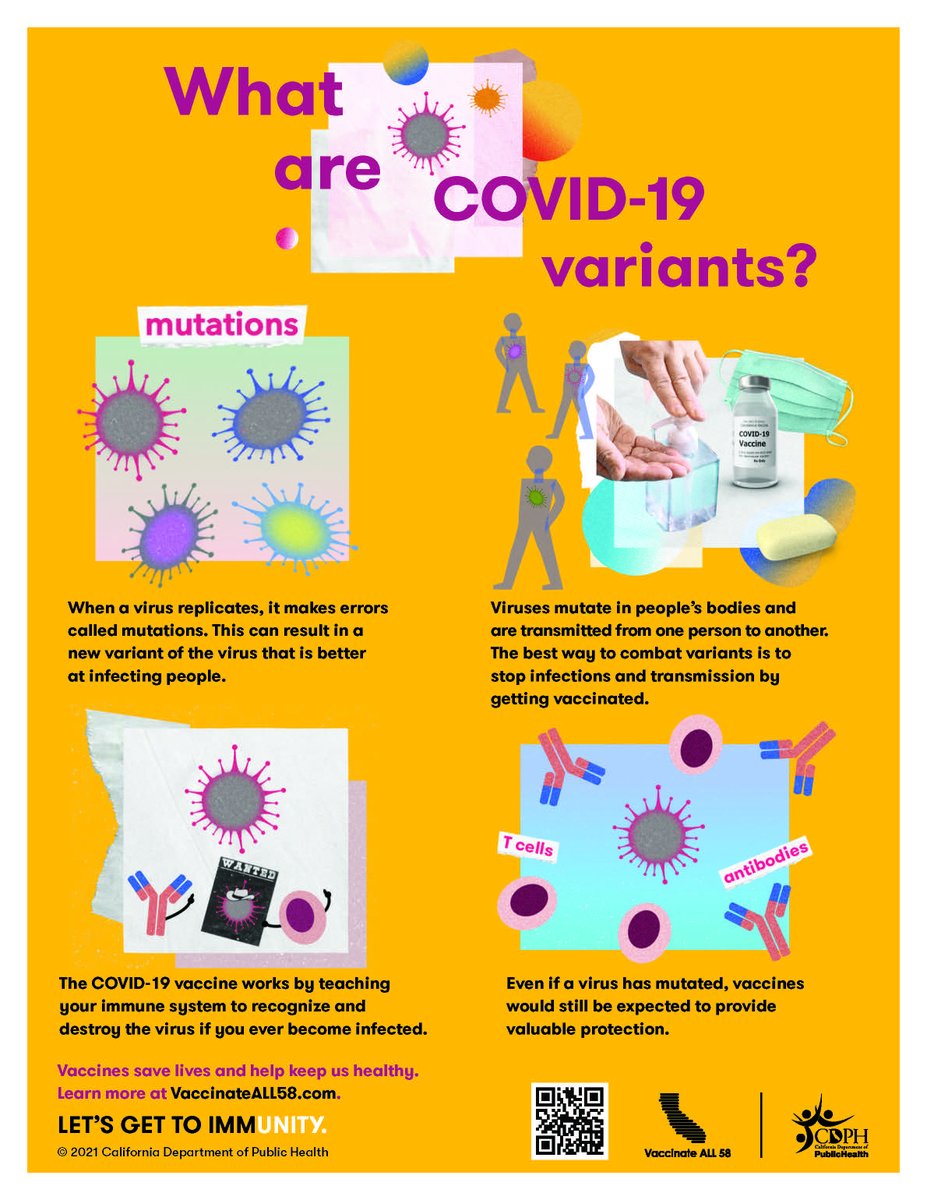 What
are
COVID-19
variants?
mutations
COVID-19
Vaccine
When a virus replicates, it makes errors
called mutations. This can result in a
new variant of the virus that is better
at infecting people.
Viruses mutate in people's bodies and
are transmitted from one person to another.
The best way to combat variants is to
stop infections and transmission by
getting vaccinated.
WANTED
T cells
antibodies
The COVID-19 vaccine works by teaching
your immune system to recognize and
destroy the virus if you ever become infected.
Even if a virus has mutated, vaccines
would still be expected to provide
valuable protection.
Vaccines save lives and help keep us healthy.
Learn more at VaccinateALL58.com.
LET'S GET TO IMMUNITY.
© 2021 California Department of Public Health
Vaccinate ALL 58
CDPH
California Department of
PublicHealth